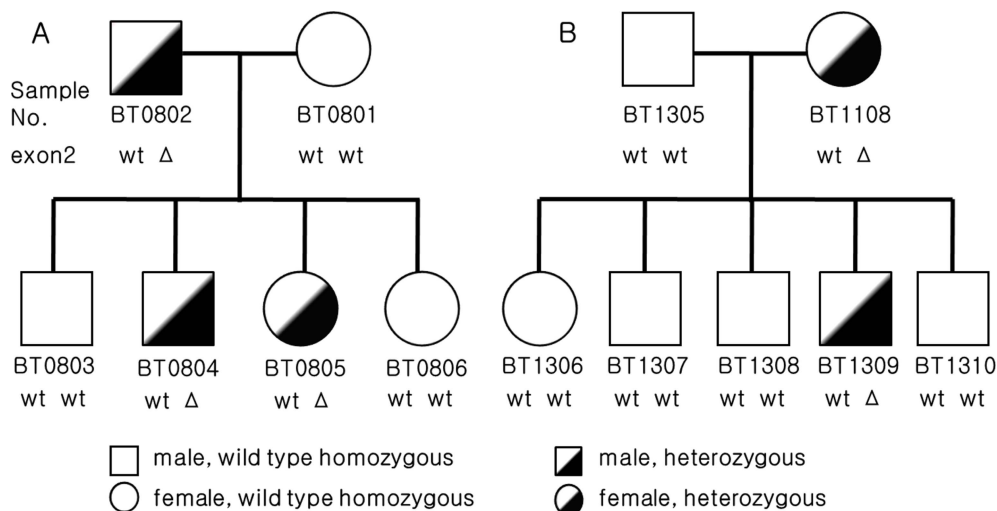 A
B
Sample
No.
BT0802 BT0801 BT1305 BT1108
exon2 wt Δ wt wt wt wt wt Δ
BT0803 BT0804 BT0805 BT0806 BT1306 BT1307 BT1308 BT1309 BT1310
wt wt wt Δ wt Δ wt wt wt wt wt wt wt wt wt Δ wt wt
male, wild type homozygous male, heterozygous
female, wild type homozygous female, heterozygous